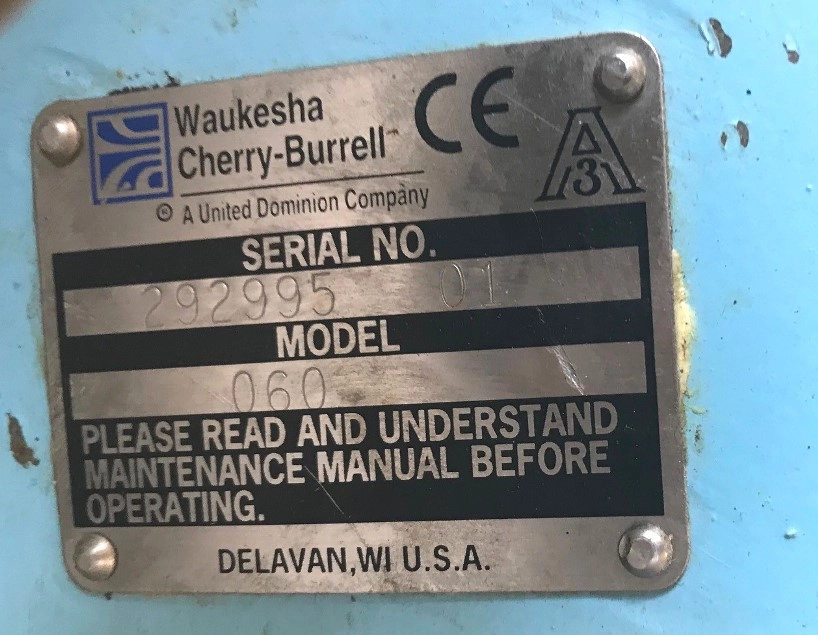 Waukesha
Cherry-Burrell™
CE
A
3
© A United Dominion Company
SERIAL NO.
292995 01
MODEL
060
PLEASE READ AND UNDERSTAND
MAINTENANCE MANUAL BEFORE
OPERATING.
DELAVAN,WI U.S.A.